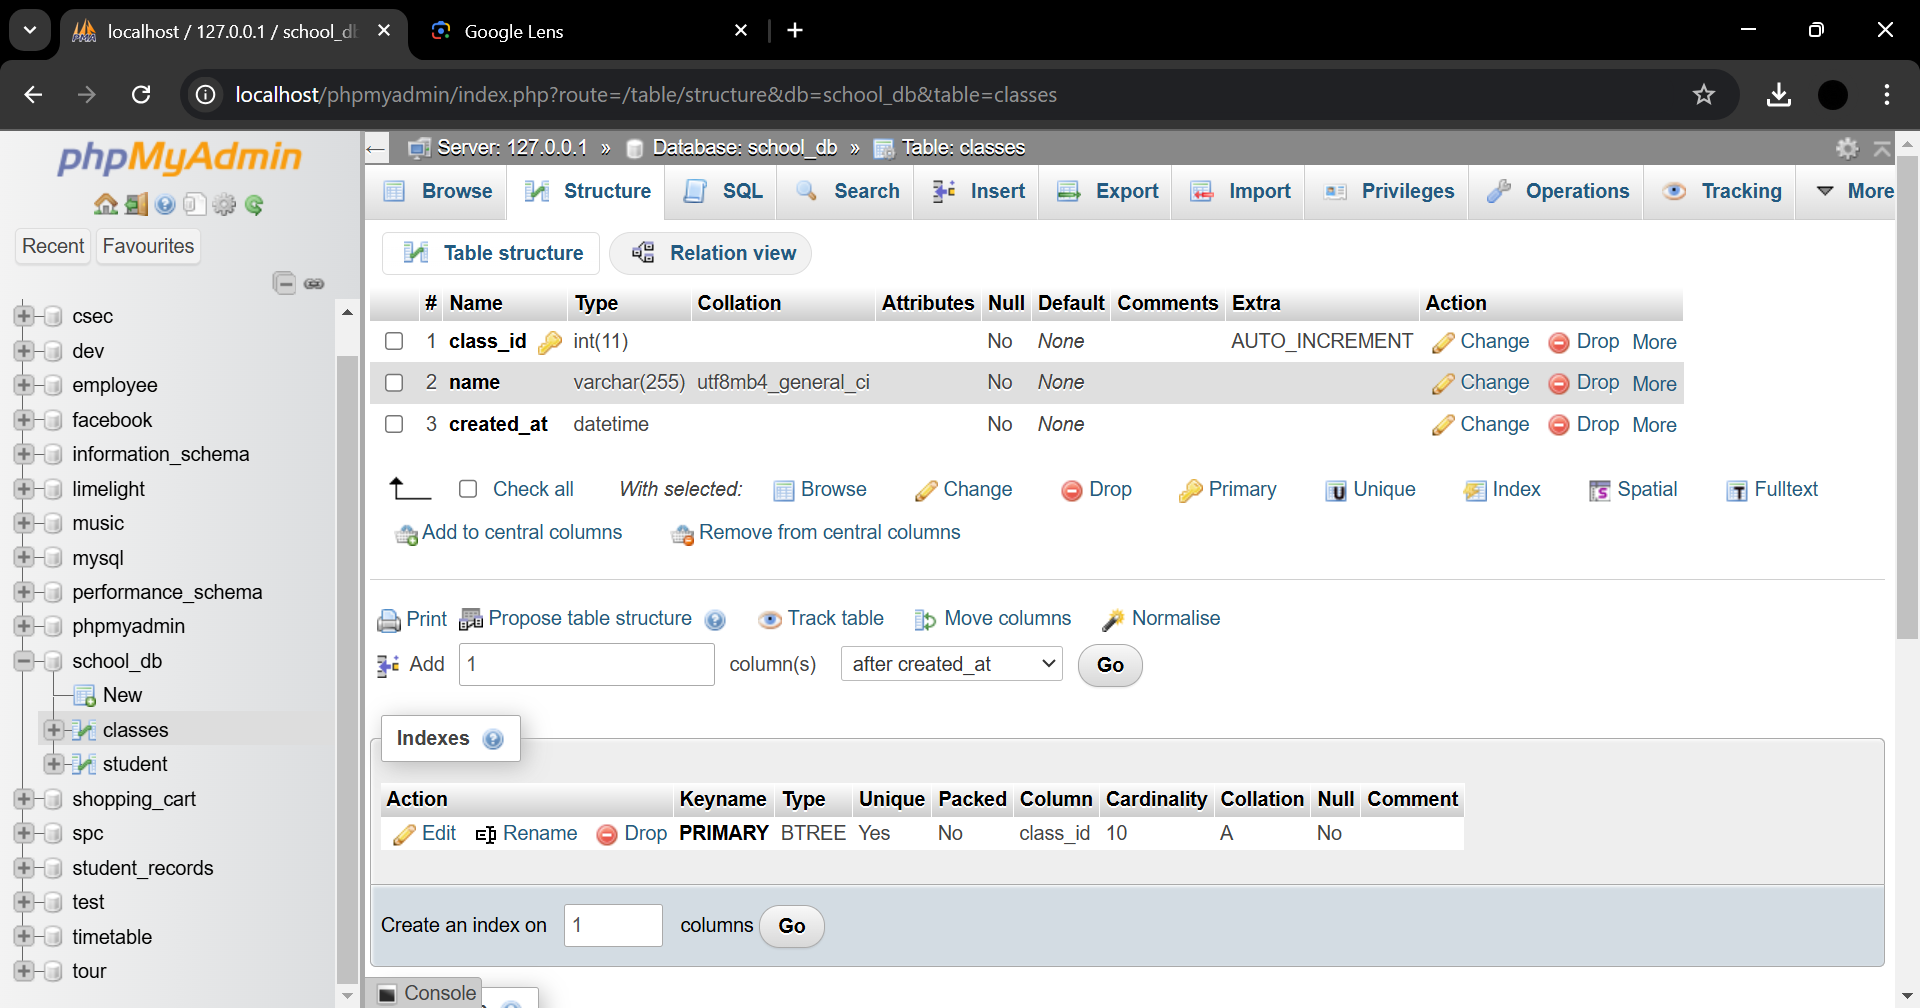 localhost / 127.0.0.1 / school_d
Google Lens
localhost/phpmyadmin/index.php?route=/table/structure&db=school_db&table=classes
phpMyAdmin
Recent Favourites
csec
dev
employee
facebook
information_schema
limelight
music
mysql
performance_schema
phpmyadmin
school_db
New
classes
student
shopping_cart
spc
student_records
test
timetable
tour
Server: 127.0.0.1 » Database: school_db » Table: classes
Browse Structure SQL Search Insert Export Import Privileges Operations Tracking More
Table structure Relation view
# Name Type Collation Attributes Null Default Comments Extra Action
1 class_id int(11) No None AUTO_INCREMENT Change Drop More
2 name varchar(255) utf8mb4_general_ci No None Change Drop More
3 created_at datetime No None Change Drop More
Check all With selected: Browse Change Drop Primary Unique Index Spatial Fulltext
Add to central columns Remove from central columns
Print Propose table structure Track table Move columns Normalise
Add 1 column(s) after created_at Go
Indexes
Action Keyname Type Unique Packed Column Cardinality Collation Null Comment
Edit Rename Drop PRIMARY BTREE Yes No class_id 10 A No
Create an index on 1 columns Go
Console